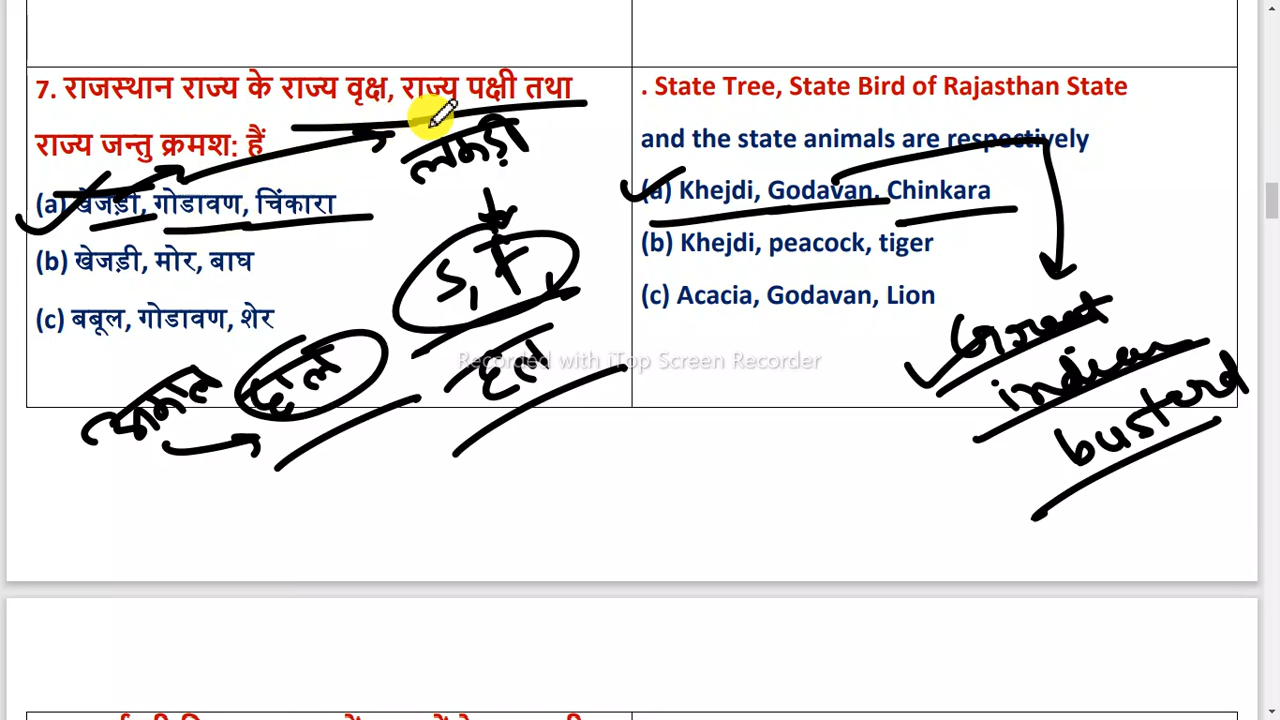 7. राजस्थान राज्य के राज्य वृक्ष, राज्य पक्षी तथा
राज्य जन्तु क्रमश: हैं
(a) खेजड़ी, गोडावण, चिंकारा
(b) खेजड़ी, मोर, बाघ
(c) बबूल, गोडावण, शेर
. State Tree, State Bird of Rajasthan State
and the state animals are respectively
(a) Khejdi, Godavan, Chinkara
(b) Khejdi, peacock, tiger
(c) Acacia, Godavan, Lion
Great
indian
bustard
Recorded with iTop Screen Recorder